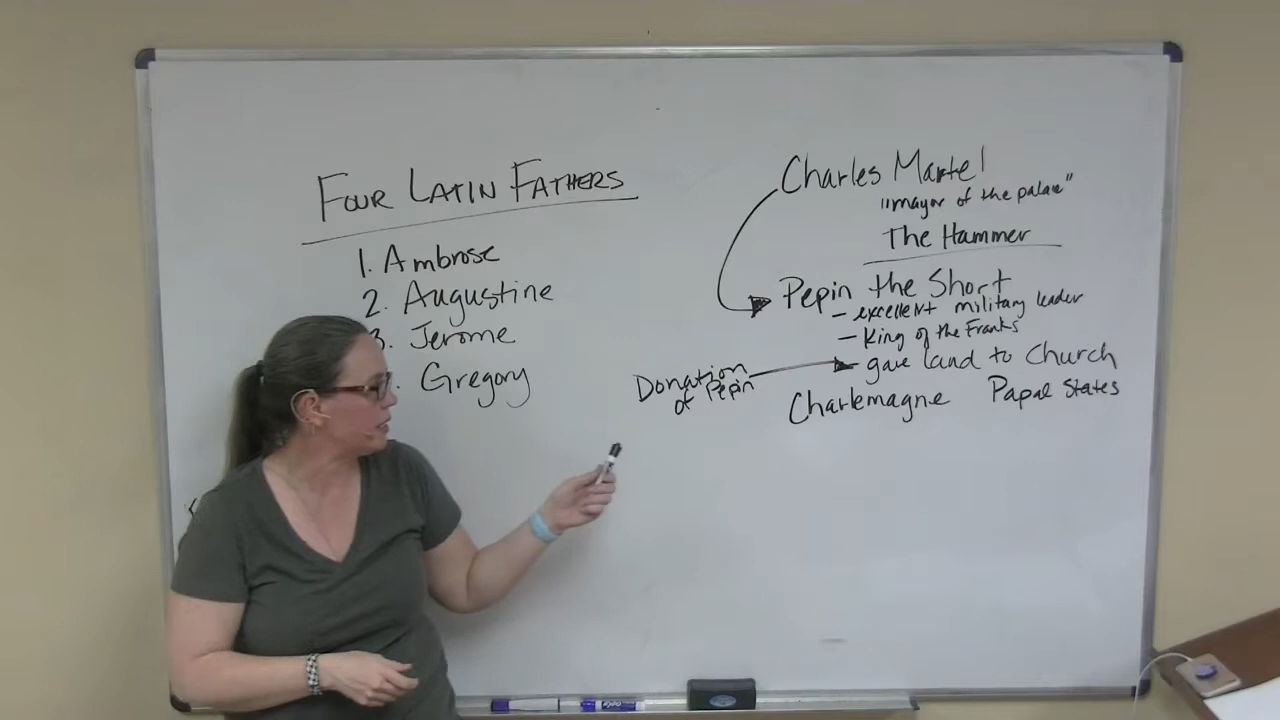 FOUR LATIN FATHERS
1. Ambrose
2. Augustine
3. Jerome
. Gregory
Charles Martel
"mayor of the palace"
The Hammer
Pepin the Short
- excellent military leader
- King of the Franks
- gave land to Church
Donation
of Pepin
Charlemagne Papal States